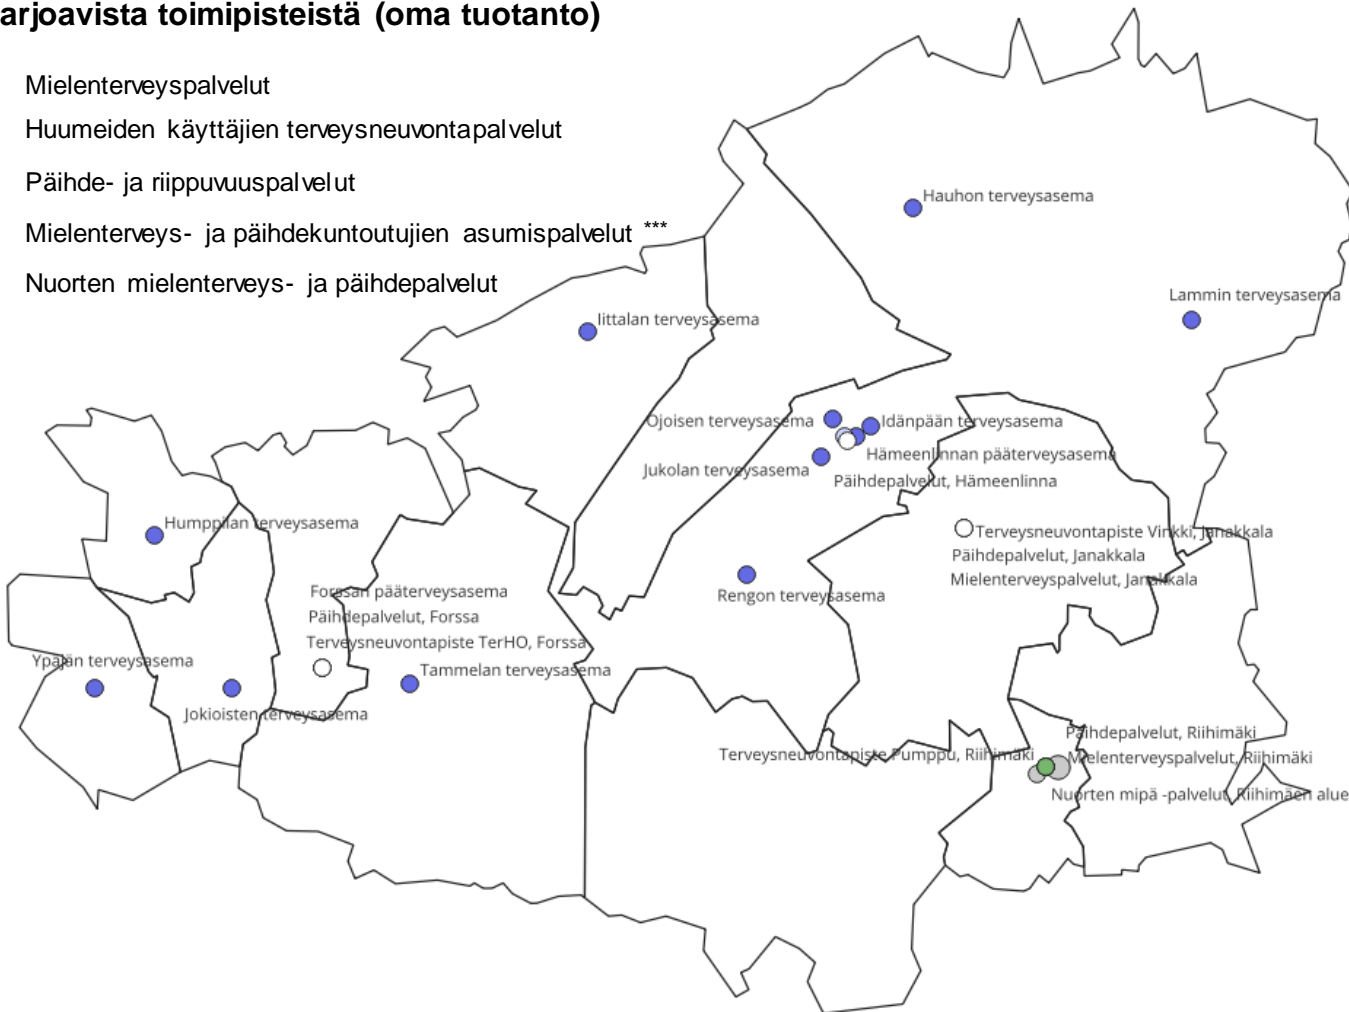 arjoavista toimipisteistä (oma tuotanto)
Mielenterveyspalvelut
Huumeiden käyttäjien terveysneuvontapalvelut
Päihde- ja riippuvuuspalvelut
Mielenterveys- ja päihdekuntoutujien asumispalvelut ***
Nuorten mielenterveys- ja päihdepalvelut
Hauhon terveysasema
Lammin terveysasema
Iittalan terveysasema
Ojoisen terveysasema
Idänpään terveysasema
Hämeenlinnan pääterveysasema
Jukolan terveysasema
Päihdepalvelut, Hämeenlinna
Humppilan terveysasema
Terveysneuvontapiste Vinkki, Janakkala
Päihdepalvelut, Janakkala
Mielenterveyspalvelut, Janakkala
Forssan pääterveysasema
Päihdepalvelut, Forssa
Terveysneuvontapiste TerHO, Forssa
Rengon terveysasema
Ypäjän terveysasema
Tammelan terveysasema
Jokioisten terveysasema
Päihdepalvelut, Riihimäki
Terveysneuvontapiste Pumppu, Riihimäki
Mielenterveyspalvelut, Riihimäki
Nuorten mipä -palvelut, Riihimäen alue